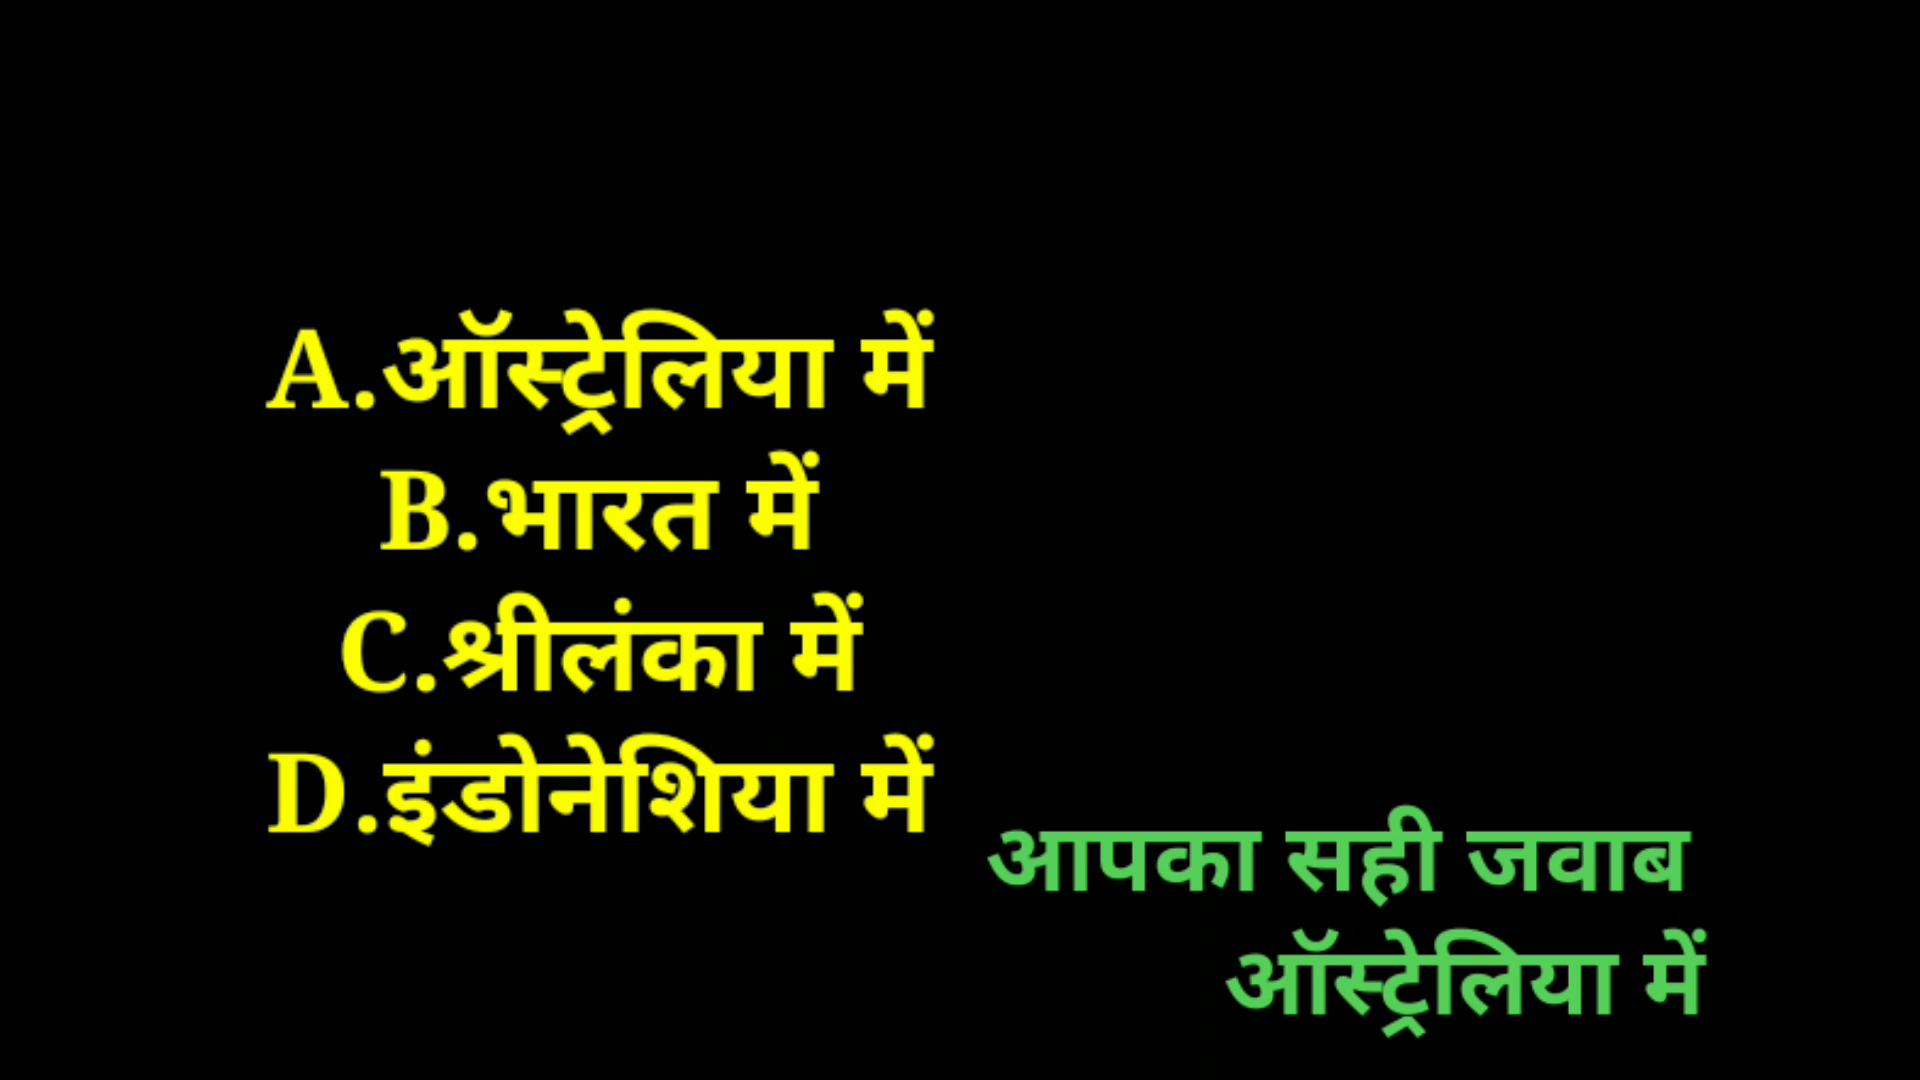 A.ऑस्ट्रेलिया में
B.भारत में
C.श्रीलंका में
D.इंडोनेशिया में
आपका सही जवाब
ऑस्ट्रेलिया में